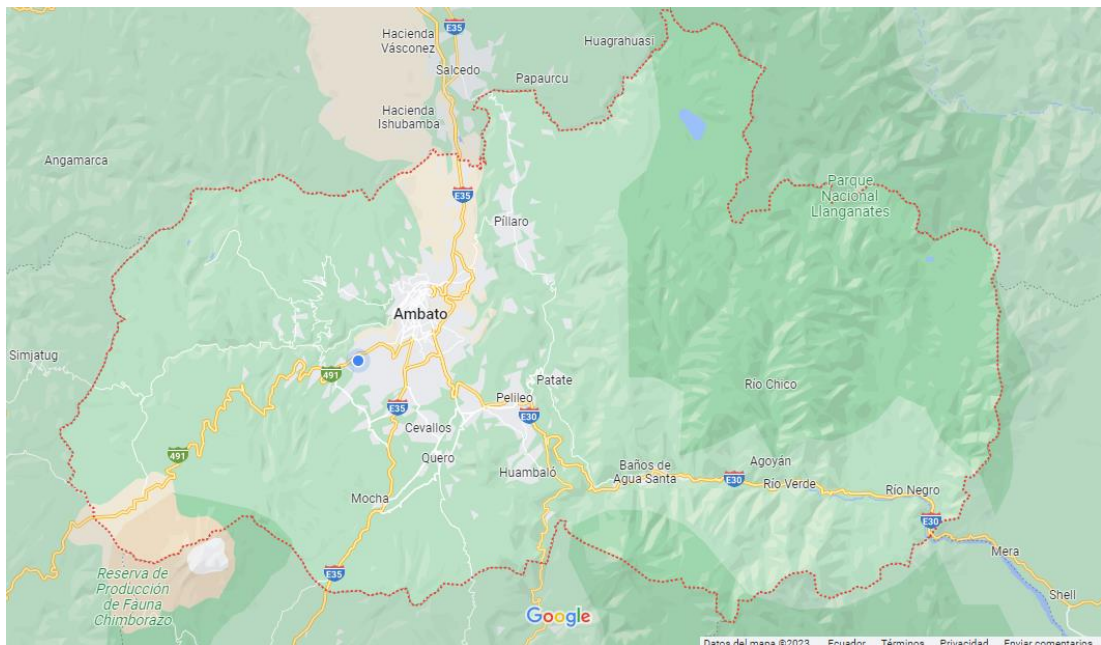 E35
Hacienda
Vásconez
Huagrahuasi
Salcedo
Papaurcu
Hacienda
Ishubamba
Angamarca
Parque
Nacional
Llanganates
E35
Píllaro
Ambato
Simjatug
491
Patate
Río Chico
Pelileo
E35
E30
Cevallos
491
Quero
Huambaló
Baños de
Agua Santa
Agoyán
E30
Río Verde
Río Negro
Mocha
E30
Mera
E35
Reserva de
Producción
de Fauna
Chimborazo
Shell
Google
Datos del mapa ©2023 Ecuador Términos Privacidad Enviar comentarios